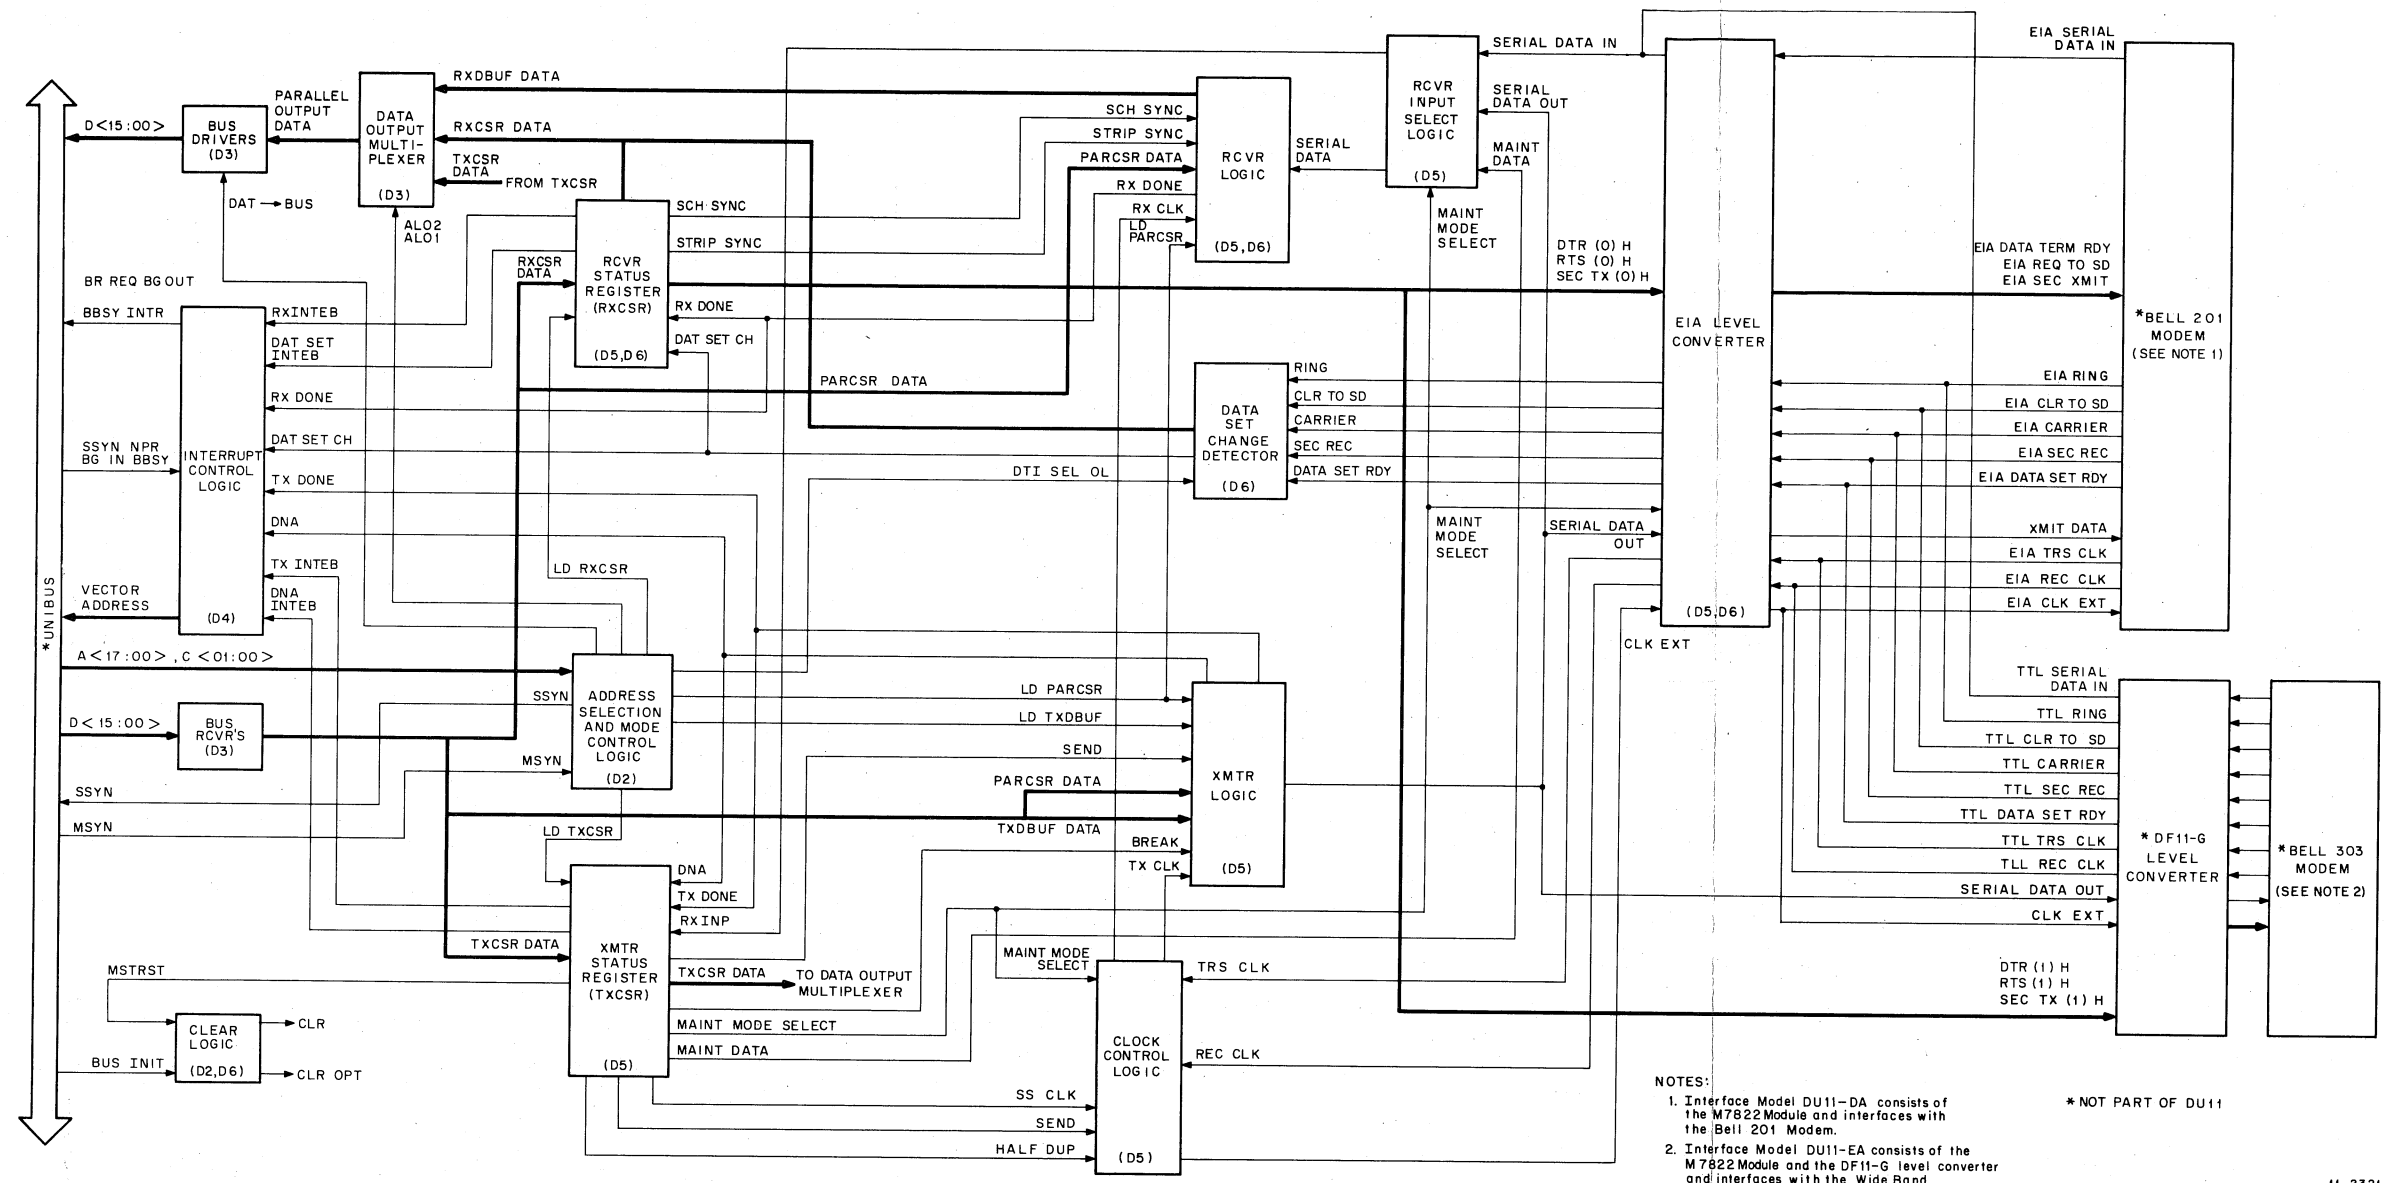 *UNIBUS
D<15:00>
BUS
DRIVERS
(D3)
DAT → BUS
PARALLEL
OUTPUT
DATA
DATA
OUTPUT
MULTI-
PLEXER
(D3)
AL02
AL01
RXDBUF DATA
RXCSR DATA
TXCSR
DATA
FROM TXCSR
RXCSR
DATA
RCVR
STATUS
REGISTER
(RXCSR)
(D5,D6)
SCH SYNC
STRIP SYNC
RX DONE
DAT SET CH
SCH SYNC
STRIP SYNC
PARCSR DATA
RX DONE
RX CLK
LD
PARCSR
RCVR
LOGIC
(D5,D6)
SERIAL
DATA
RCVR
INPUT
SELECT
LOGIC
(D5)
SERIAL DATA IN
SERIAL
DATA OUT
MAINT
DATA
MAINT
MODE
SELECT
DTR (0) H
RTS (0) H
SEC TX (0) H
EIA LEVEL
CONVERTER
(D5,D6)
EIA SERIAL
DATA IN
EIA DATA TERM RDY
EIA REQ TO SD
EIA SEC XMIT
*BELL 201
MODEM
(SEE NOTE 1)
EIA RING
EIA CLR TO SD
EIA CARRIER
EIA SEC REC
EIA DATA SET RDY
XMIT DATA
EIA TRS CLK
EIA REC CLK
EIA CLK EXT
BR REQ BG OUT
BBSY INTR
SSYN NPR
BG IN BBSY
VECTOR
ADDRESS
INTERRUPT
CONTROL
LOGIC
(D4)
RXINTEB
DAT SET
INTEB
RX DONE
DAT SET CH
TX DONE
DNA
TX INTEB
DNA
INTEB
PARCSR DATA
DATA
SET
CHANGE
DETECTOR
(D6)
RING
CLR TO SD
CARRIER
SEC REC
DATA SET RDY
DTI SEL OL
MAINT
MODE
SELECT
SERIAL DATA
OUT
CLK EXT
LD RXCSR
A<17:00>, C<01:00>
D<15:00>
BUS
RCVR'S
(D3)
SSYN
MSYN
SSYN
MSYN
ADDRESS
SELECTION
AND MODE
CONTROL
LOGIC
(D2)
LD PARCSR
LD TXDBUF
SEND
PARCSR DATA
TXDBUF DATA
BREAK
TX CLK
XMTR
LOGIC
(D5)
LD TXCSR
TXCSR DATA
XMTR
STATUS
REGISTER
(TXCSR)
(D5)
DNA
TX DONE
RXINP
TXCSR DATA
TO DATA OUTPUT
MULTIPLEXER
MAINT MODE SELECT
MAINT DATA
SS CLK
SEND
HALF DUP
MAINT MODE
SELECT
CLOCK
CONTROL
LOGIC
(D5)
TRS CLK
REC CLK
MSTRST
BUS INIT
CLEAR
LOGIC
(D2,D6)
CLR
CLR OPT
TTL SERIAL
DATA IN
TTL RING
TTL CLR TO SD
TTL CARRIER
TTL SEC REC
TTL DATA SET RDY
TTL TRS CLK
TLL REC CLK
SERIAL DATA OUT
CLK EXT
DTR (1) H
RTS (1) H
SEC TX (1) H
* DF11-G
LEVEL
CONVERTER
*BELL 303
MODEM
(SEE NOTE 2)
NOTES:
1. Interface Model DU11-DA consists of
the M7822 Module and interfaces with
the Bell 201 Modem.
2. Interface Model DU11-EA consists of the
M7822 Module and the DF11-G level converter
and interfaces with the Wide Band
* NOT PART OF DU11